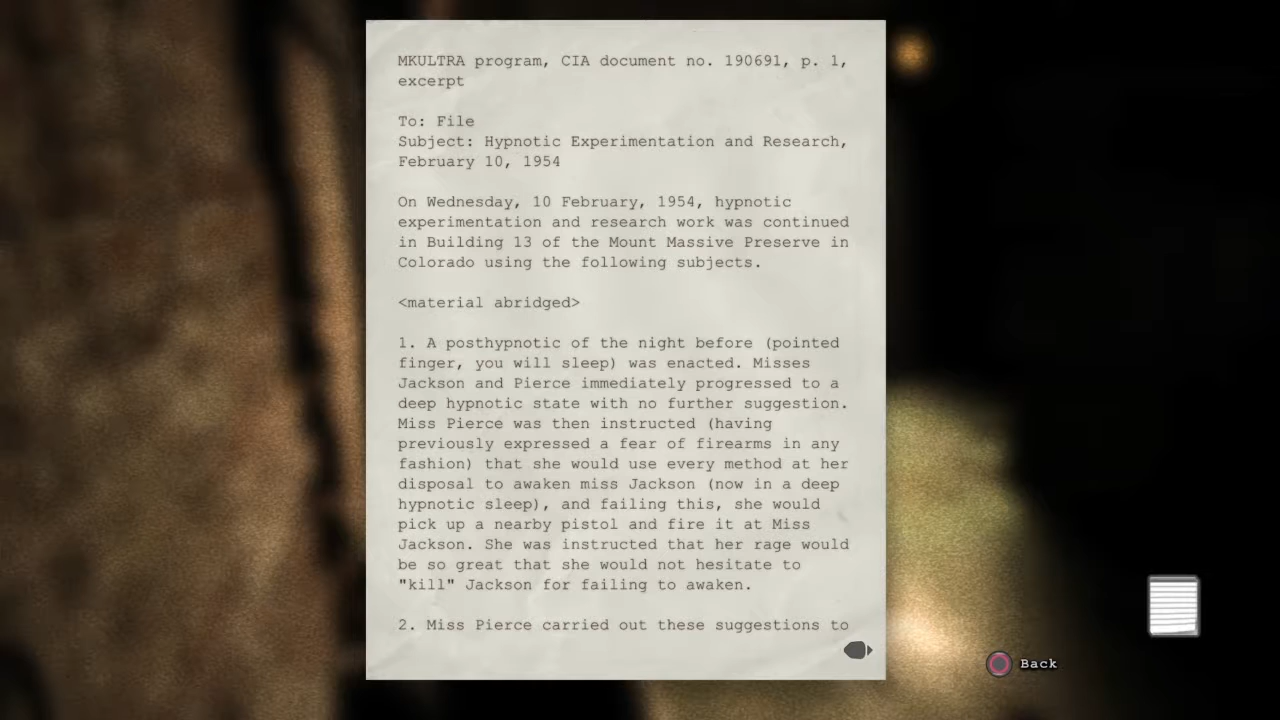 MKULTRA program, CIA document no. 190691, p. 1,
excerpt
To: File
Subject: Hypnotic Experimentation and Research,
February 10, 1954
On Wednesday, 10 February, 1954, hypnotic
experimentation and research work was continued
in Building 13 of the Mount Massive Preserve in
Colorado using the following subjects.
<material abridged>
1. A posthypnotic of the night before (pointed
finger, you will sleep) was enacted. Misses
Jackson and Pierce immediately progressed to a
deep hypnotic state with no further suggestion.
Miss Pierce was then instructed (having
previously expressed a fear of firearms in any
fashion) that she would use every method at her
disposal to awaken miss Jackson (now in a deep
hypnotic sleep), and failing this, she would
pick up a nearby pistol and fire it at Miss
Jackson. She was instructed that her rage would
be so great that she would not hesitate to
"kill" Jackson for failing to awaken.
2. Miss Pierce carried out these suggestions to
Back